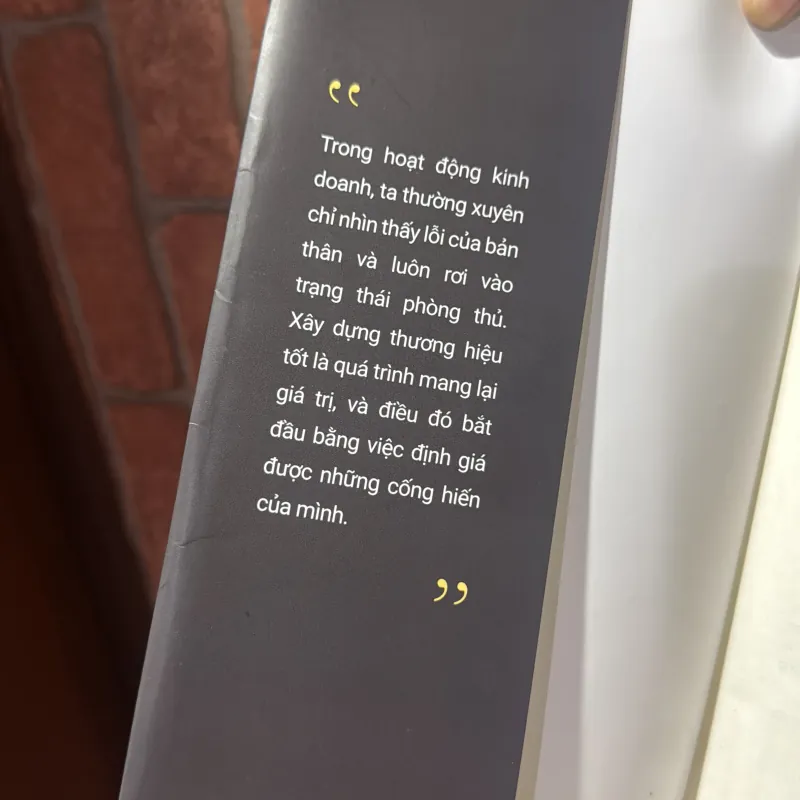 “
Trong hoạt động kinh
doanh, ta thường xuyên
chỉ nhìn thấy lỗi của bản
thân và luôn rơi vào
trạng thái phòng thủ.
Xây dựng thương hiệu
tốt là quá trình mang lại
giá trị, và điều đó bắt
đầu bằng việc định giá
được những cống hiến
của mình.
”